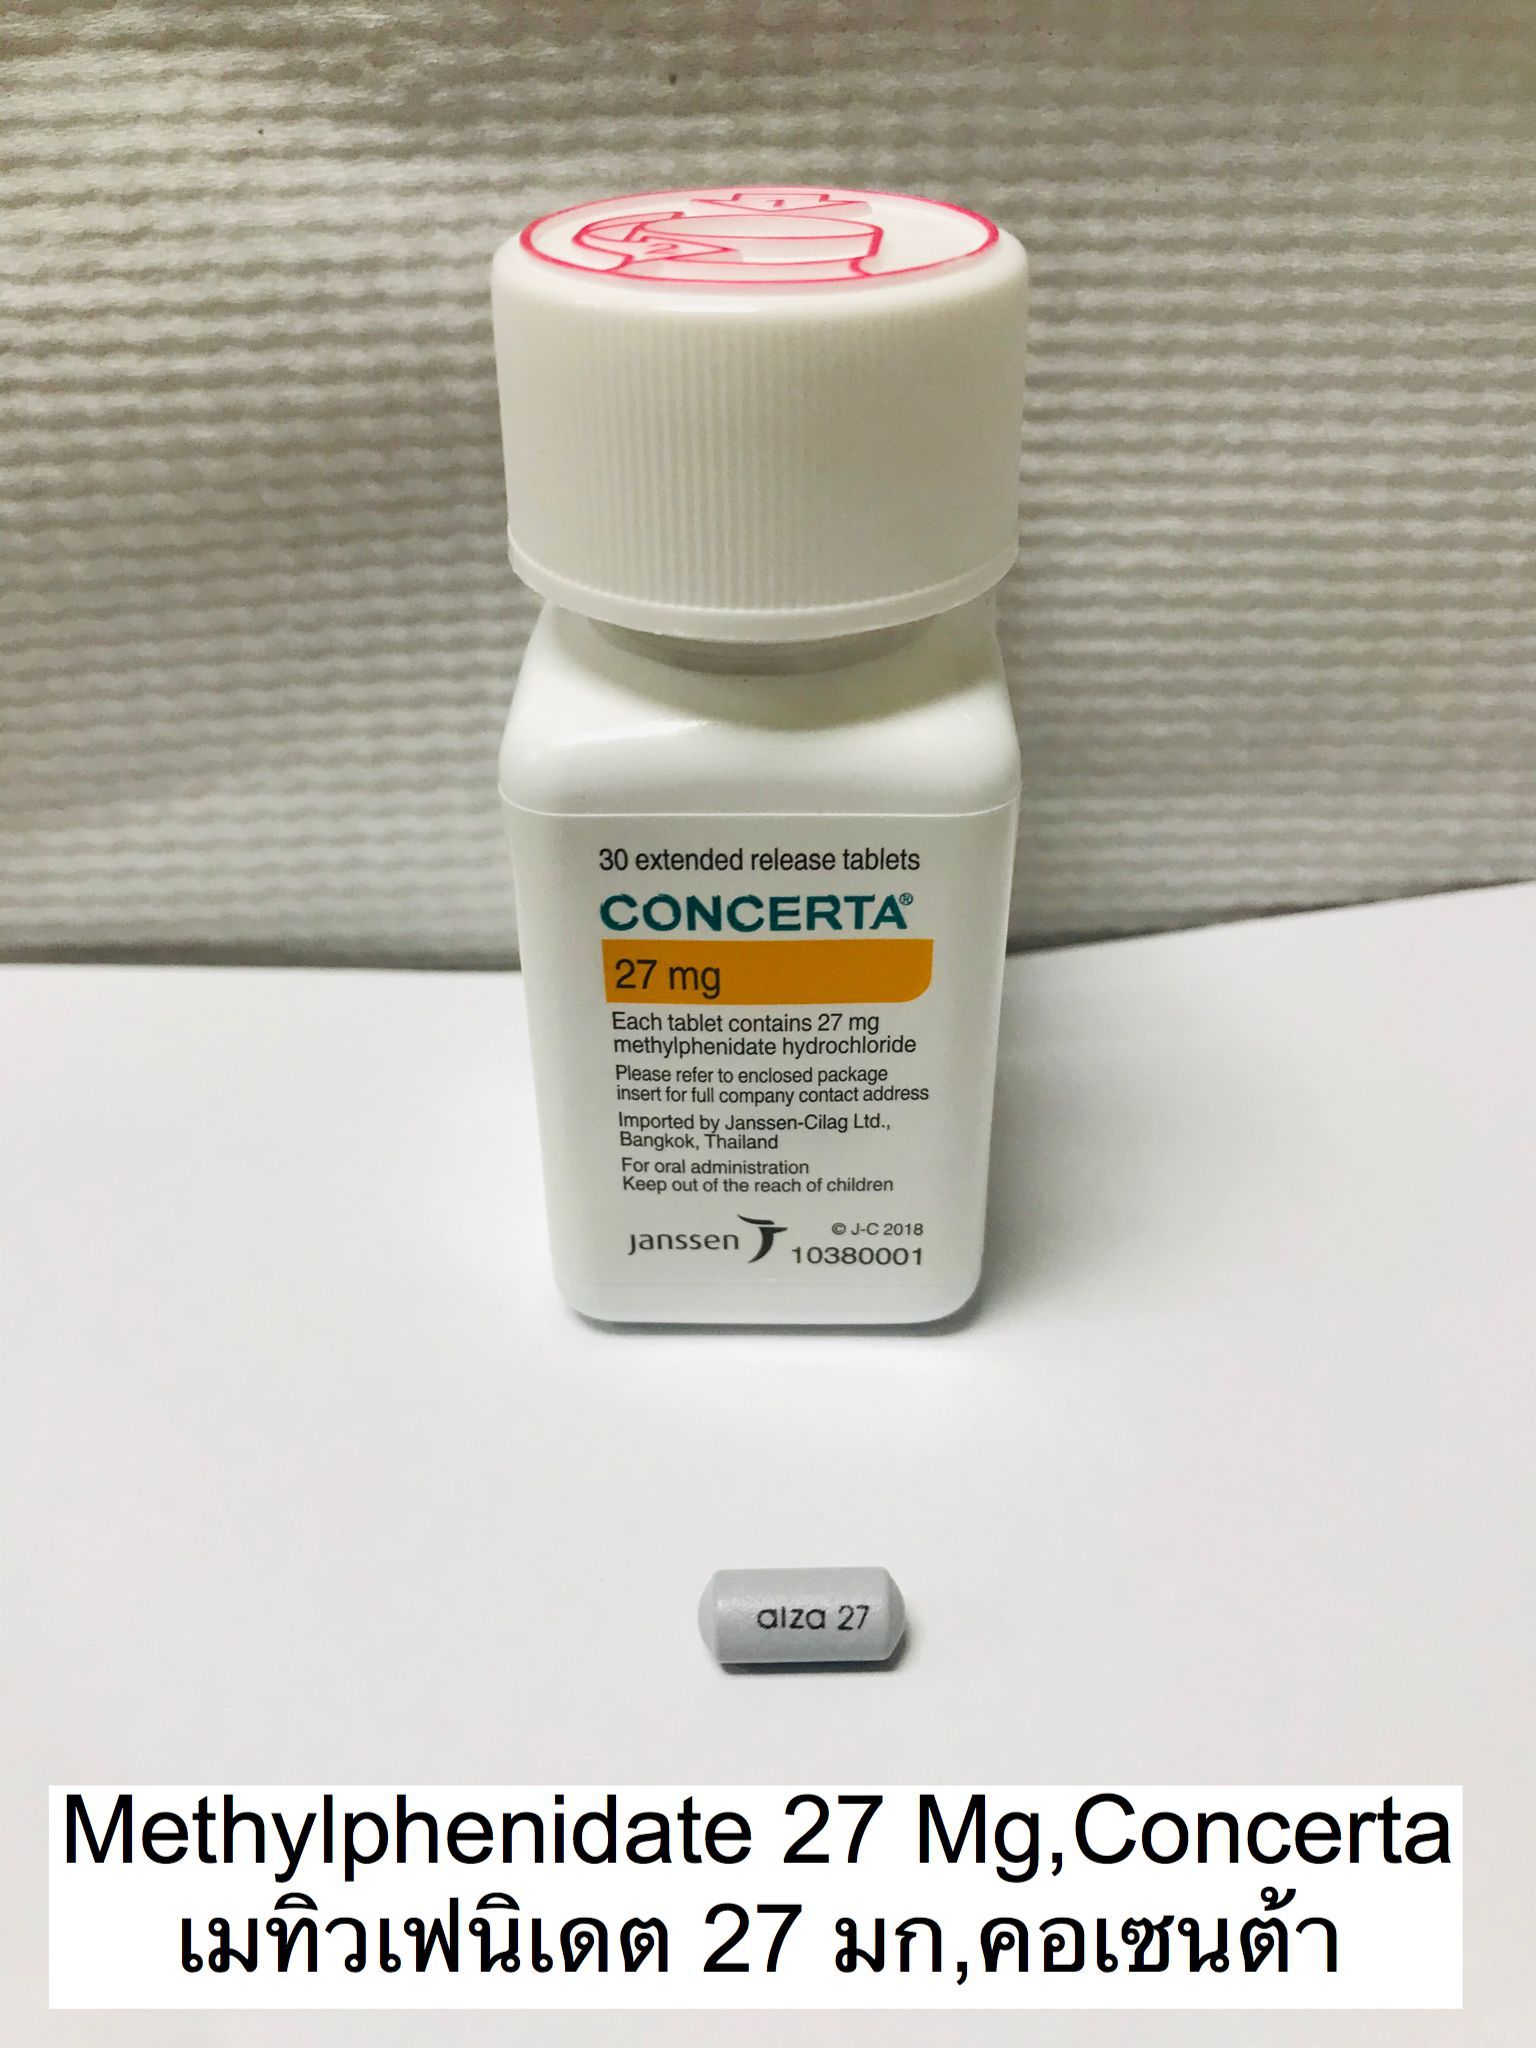 1
2
30 extended release tablets
CONCERTA®
27 mg
Each tablet contains 27 mg
methylphenidate hydrochloride
Please refer to enclosed package
insert for full company contact address
Imported by Janssen-Cilag Ltd.,
Bangkok, Thailand
For oral administration
Keep out of the reach of children
janssen
© J-C 2018
10380001
alza 27
Methylphenidate 27 Mg,Concerta
เมทิวเฟนิเดต 27 มก,คอเซนต้า